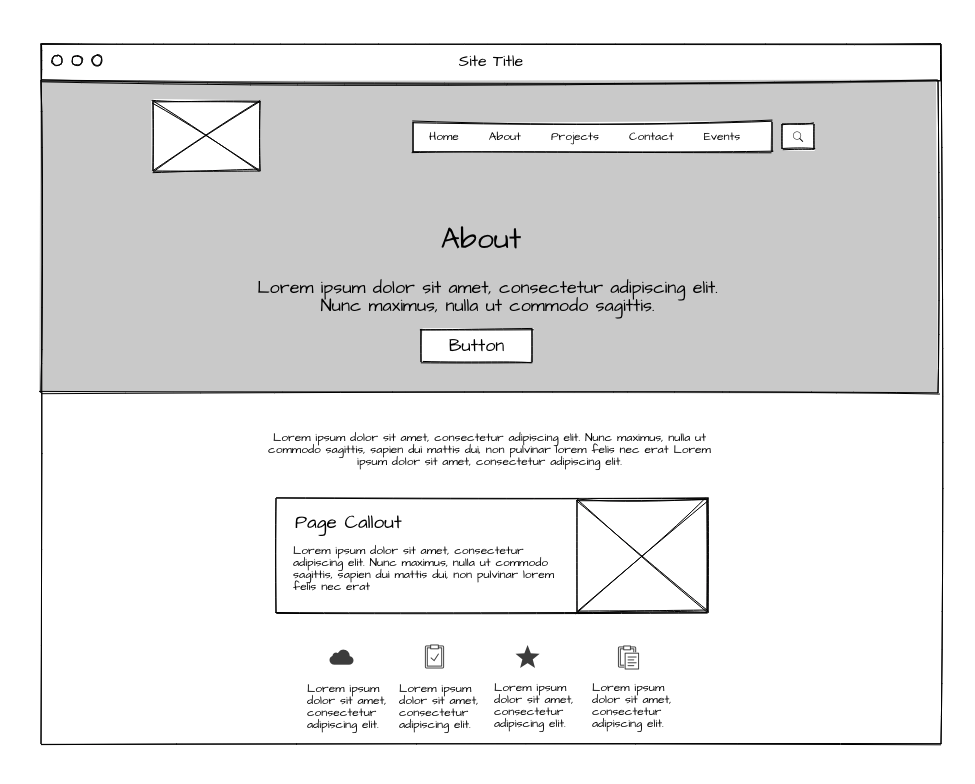 Site Title
Home About Projects Contact Events
About
Lorem ipsum dolor sit amet, consectetur adipiscing elit.
Nunc maximus, nulla ut commodo sagittis.
Button
Lorem ipsum dolor sit amet, consectetur adipiscing elit. Nunc maximus, nulla ut
commodo sagittis, sapien dui mattis dui, non pulvinar lorem felis nec erat Lorem
ipsum dolor sit amet, consectetur adipiscing elit.
Page Callout
Lorem ipsum dolor sit amet, consectetur
adipiscing elit. Nunc maximus, nulla ut commodo
sagittis, sapien dui mattis dui, non pulvinar lorem
felis nec erat
Lorem ipsum
dolor sit amet,
consectetur
adipiscing elit.
Lorem ipsum
dolor sit amet,
consectetur
adipiscing elit.
Lorem ipsum
dolor sit amet,
consectetur
adipiscing elit.
Lorem ipsum
dolor sit amet,
consectetur
adipiscing elit.